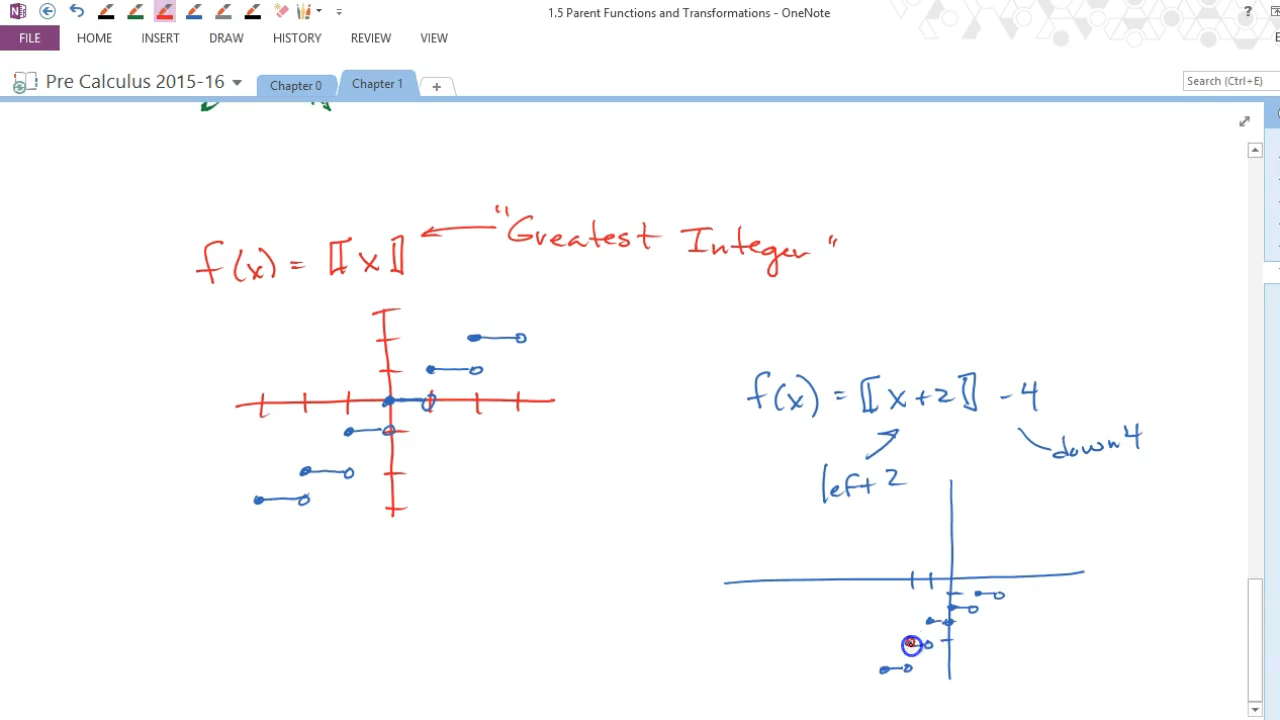 1.5 Parent Functions and Transformations - OneNote
?
FILE HOME INSERT DRAW HISTORY REVIEW VIEW
Pre Calculus 2015-16 Chapter 0 Chapter 1 +
Search (Ctrl+E)
f(x) = ⟦x⟧ "Greatest Integer"
f(x) = ⟦x+2⟧ -4
left 2
down 4